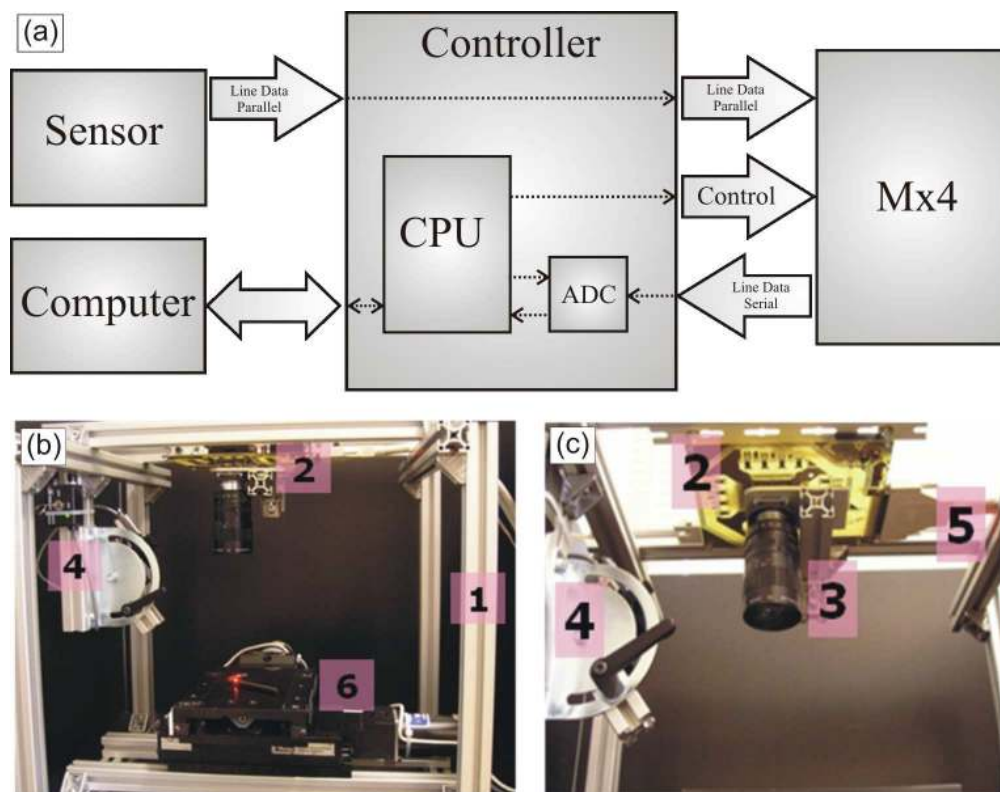 (a)
Controller
Sensor
Line Data
Parallel
Line Data
Parallel
Mx4
CPU
Control
Computer
ADC
Line Data
Serial
(b)
2
4
1
6
(c)
2
5
3
4